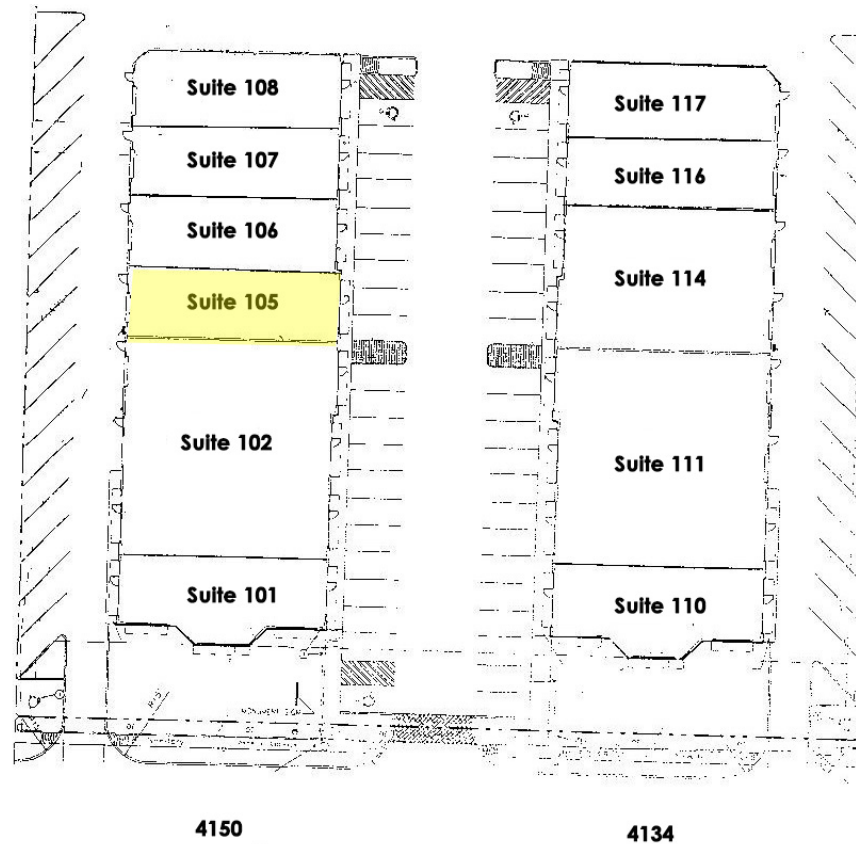 Suite 108
Suite 107
Suite 106
Suite 105
Suite 102
Suite 101
Suite 117
Suite 116
Suite 114
Suite 111
Suite 110
MONUMENT SIGN
4150
4134